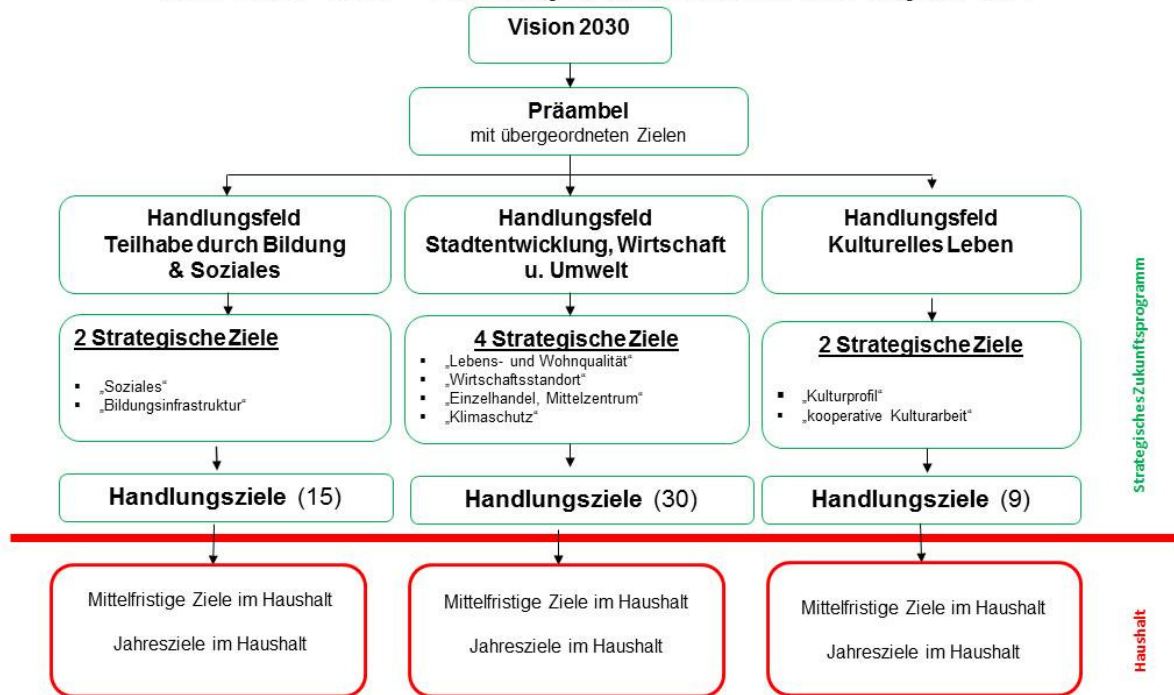 Vision 2030
Präambel
mit übergeordneten Zielen
Handlungsfeld
Teilhabe durch Bildung
& Soziales
Handlungsfeld
Stadtentwicklung, Wirtschaft
u. Umwelt
Handlungsfeld
Kulturelles Leben
2 Strategische Ziele
▪ „Soziales“
▪ „Bildungsinfrastruktur“
4 Strategische Ziele
▪ „Lebens- und Wohnqualität“
▪ „Wirtschaftsstandort“
▪ „Einzelhandel, Mittelzentrum“
▪ „Klimaschutz“
2 Strategische Ziele
▪ „Kulturprofil“
▪ „kooperative Kulturarbeit“
Handlungsziele (15)
Handlungsziele (30)
Handlungsziele (9)
Strategisches Zukunftsprogramm
Mittelfristige Ziele im Haushalt
Jahresziele im Haushalt
Mittelfristige Ziele im Haushalt
Jahresziele im Haushalt
Mittelfristige Ziele im Haushalt
Jahresziele im Haushalt
Haushalt